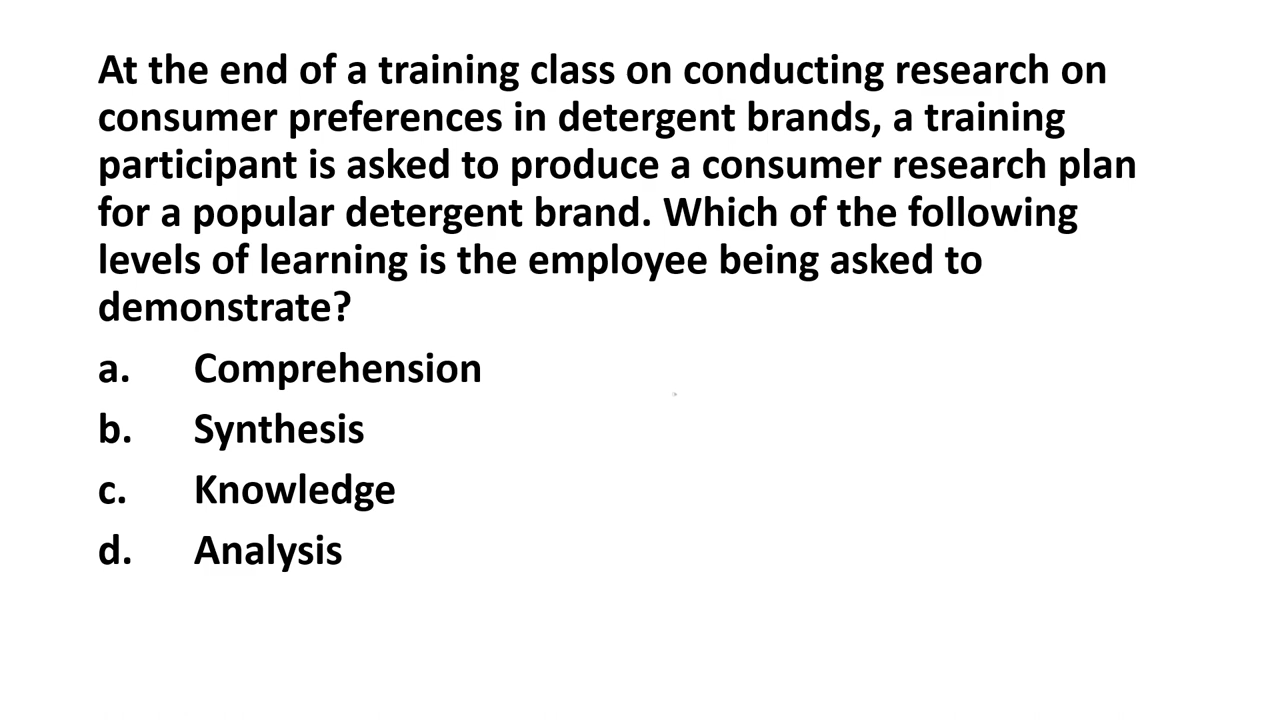 At the end of a training class on conducting research on
consumer preferences in detergent brands, a training
participant is asked to produce a consumer research plan
for a popular detergent brand. Which of the following
levels of learning is the employee being asked to
demonstrate?
a. Comprehension
b. Synthesis
c. Knowledge
d. Analysis